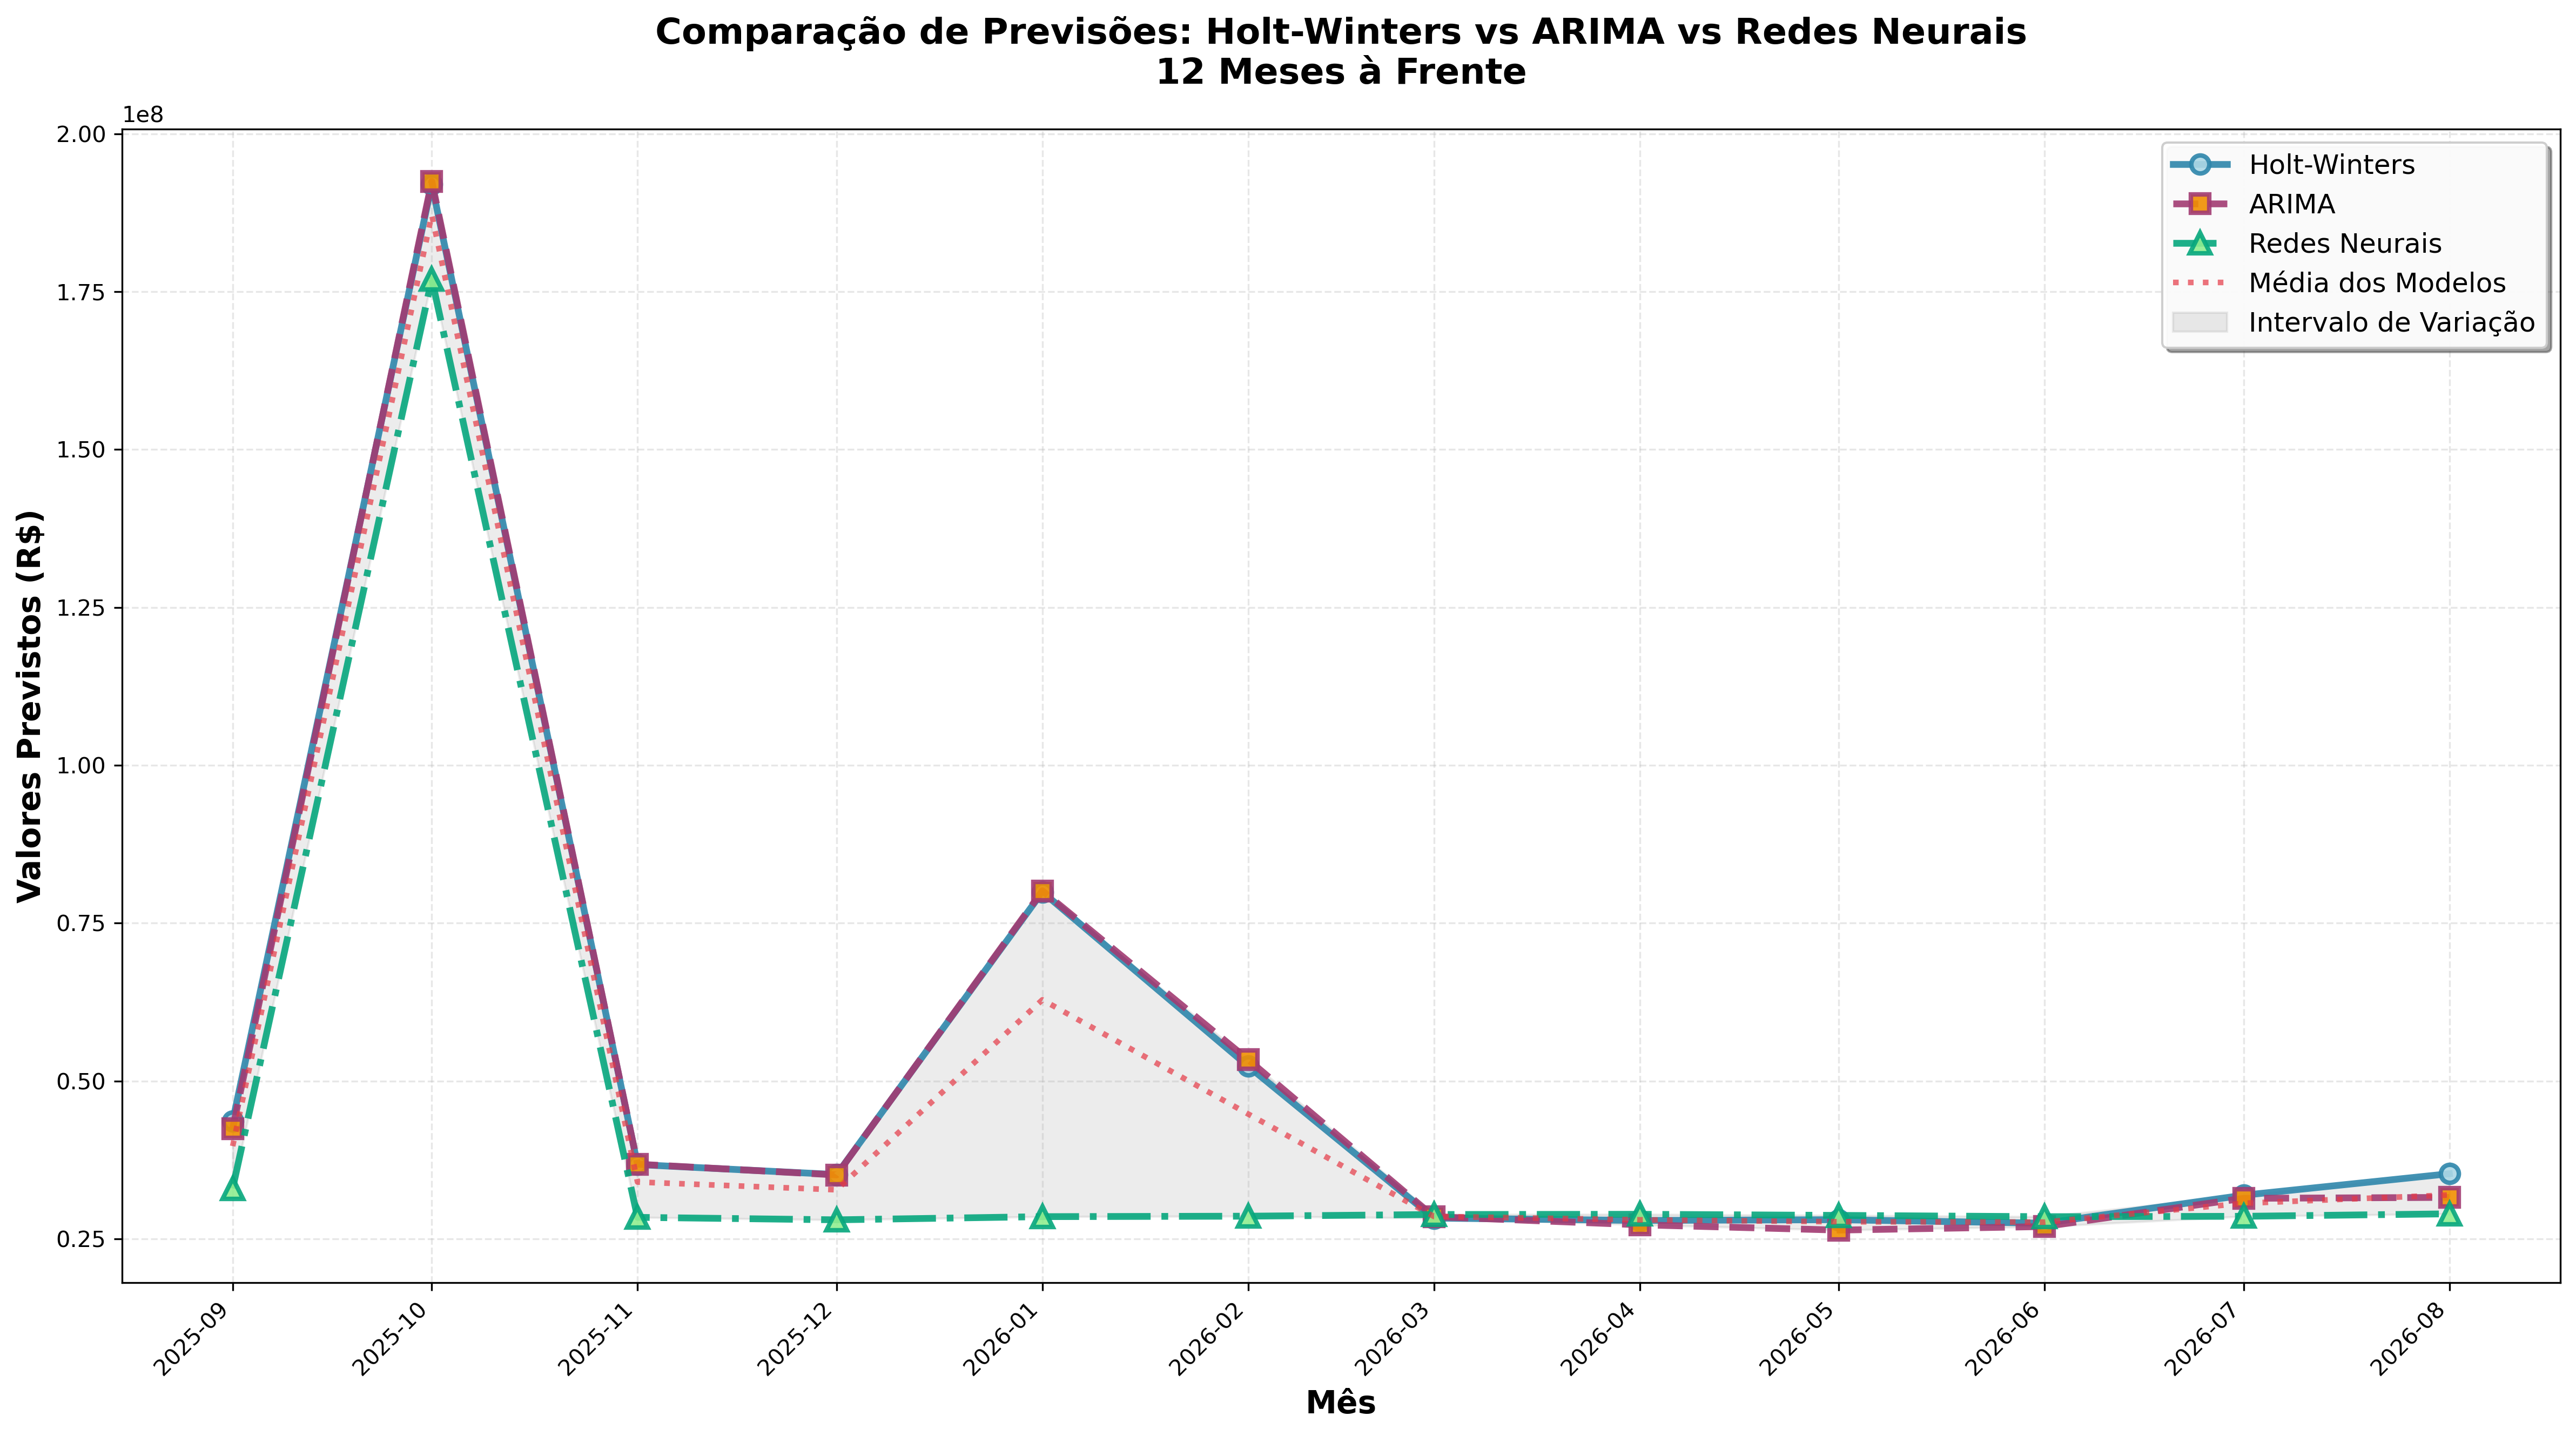 Comparação de Previsões: Holt-Winters vs ARIMA vs Redes Neurais
12 Meses à Frente
1e8
2.00
1.75
1.50
1.25
1.00
0.75
0.50
0.25
Valores Previstos (R$)
Holt-Winters
ARIMA
Redes Neurais
Média dos Modelos
Intervalo de Variação
2025-09
2025-10
2025-11
2025-12
2026-01
2026-02
2026-03
2026-04
2026-05
2026-06
2026-07
2026-08
Mês